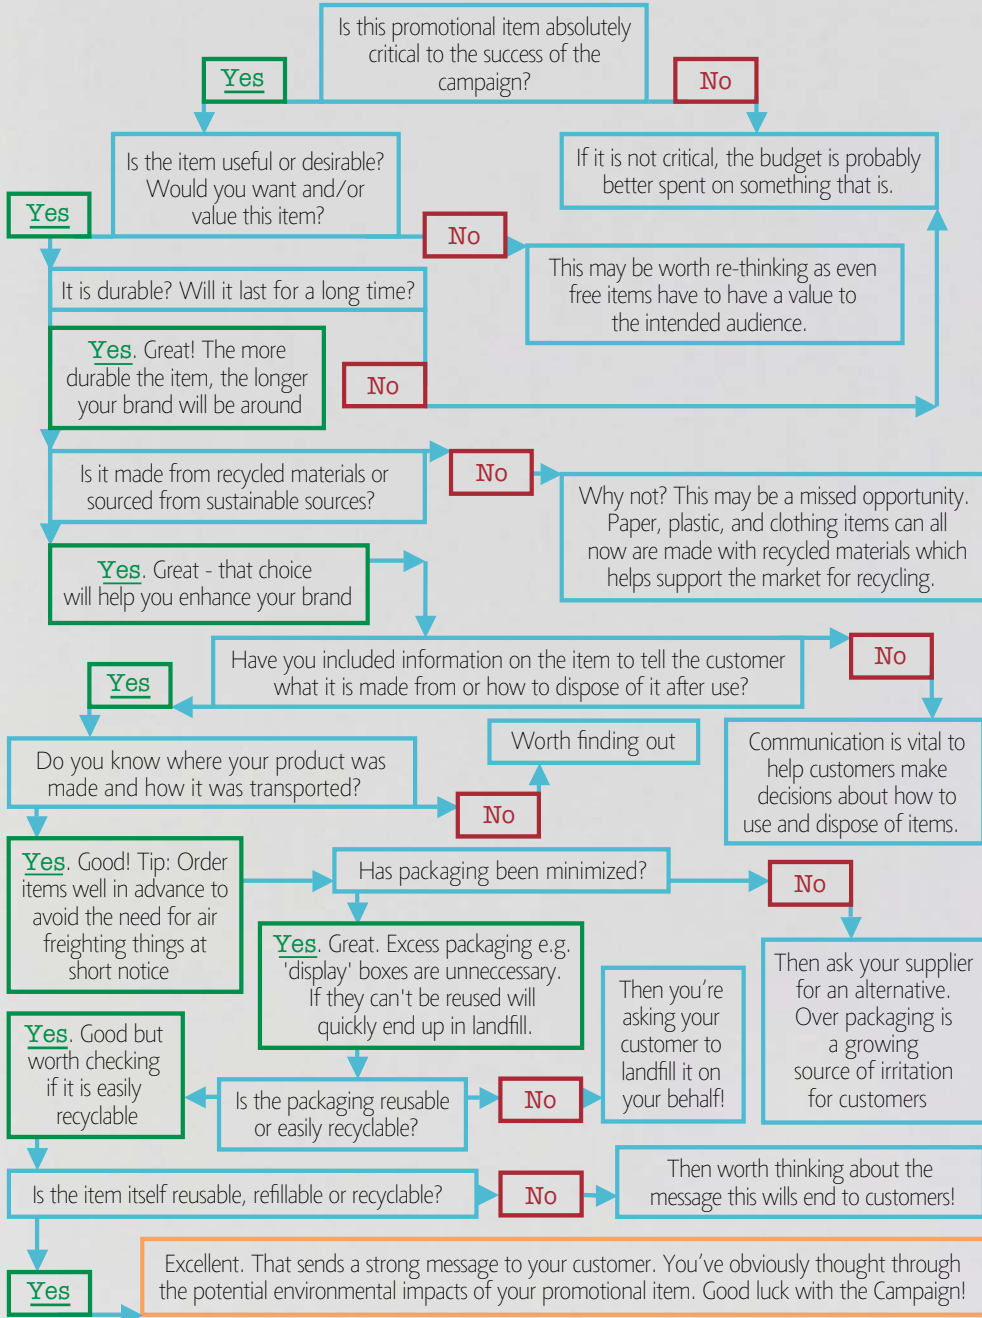 Is this promotional item absolutely
critical to the success of the
campaign?
Yes
No
Is the item useful or desirable?
Would you want and/or
value this item?
If it is not critical, the budget is probably
better spent on something that is.
Yes
No
This may be worth re-thinking as even
free items have to have a value to
the intended audience.
It is durable? Will it last for a long time?
Yes. Great! The more
durable the item, the longer
your brand will be around
No
Is it made from recycled materials or
sourced from sustainable sources?
No
Why not? This may be a missed opportunity.
Paper, plastic, and clothing items can all
now are made with recycled materials which
helps support the market for recycling.
Yes. Great - that choice
will help you enhance your brand
Have you included information on the item to tell the customer
what it is made from or how to dispose of it after use?
No
Yes
Communication is vital to
help customers make
decisions about how to
use and dispose of items.
Do you know where your product was
made and how it was transported?
Worth finding out
No
Yes. Good! Tip: Order
items well in advance to
avoid the need for air
freighting things at
short notice
Has packaging been minimized?
No
Yes. Great. Excess packaging e.g.
'display' boxes are unneccessary.
If they can't be reused will
quickly end up in landfill.
Then ask your supplier
for an alternative.
Over packaging is
a growing
source of irritation
for customers
Then you're
asking your
customer to
landfill it on
your behalf!
Yes. Good but
worth checking
if it is easily
recyclable
Is the packaging reusable
or easily recyclable?
No
Is the item itself reusable, refillable or recyclable?
No
Then worth thinking about the
message this wills end to customers!
Yes
Excellent. That sends a strong message to your customer. You've obviously thought through
the potential environmental impacts of your promotional item. Good luck with the Campaign!